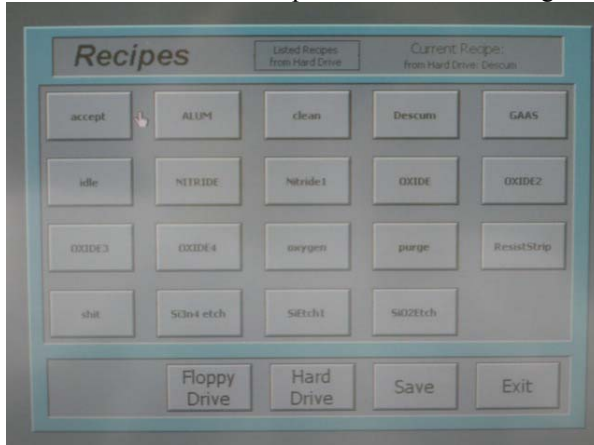 Recipes
Listed Recipes
from Hard Drive
Current Recipe:
from Hard Drive: Descum
accept ALUM clean Descum GAAS
idle NITRIDE Nitride1 OXIDE OXIDE2
OXIDE3 OXIDE4 oxygen purge ResistStrip
shit Si3n4 etch SiEtch1 SiO2Etch
Floppy
Drive
Hard
Drive
Save
Exit